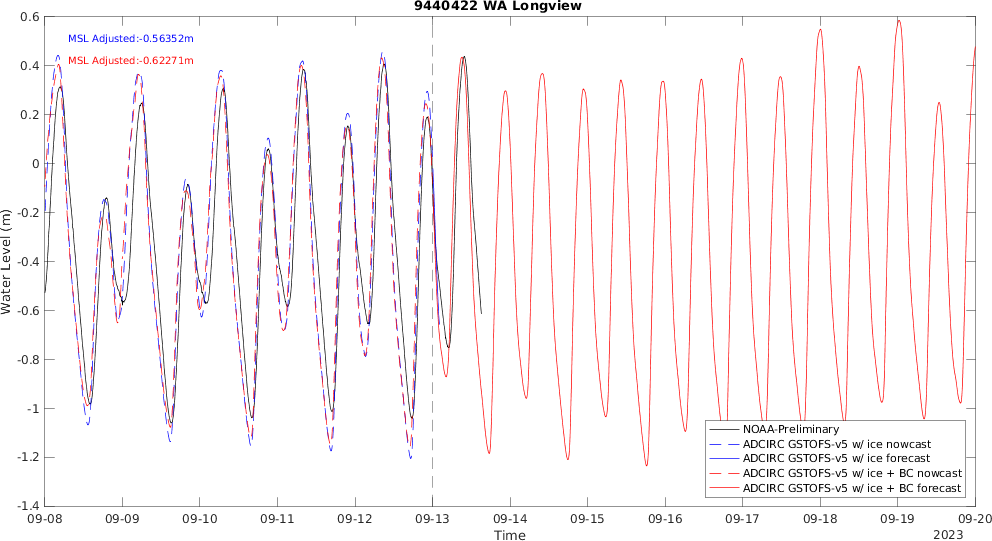 9440422 WA Longview
MSL Adjusted:-0.56352m
MSL Adjusted:-0.62271m
Water Level (m)
0.6
0.4
0.2
0
-0.2
-0.4
-0.6
-0.8
-1
-1.2
-1.4
NOAA-Preliminary
ADCIRC GSTOFS-v5 w/ ice nowcast
ADCIRC GSTOFS-v5 w/ ice forecast
ADCIRC GSTOFS-v5 w/ ice + BC nowcast
ADCIRC GSTOFS-v5 w/ ice + BC forecast
09-08 09-09 09-10 09-11 09-12 09-13 09-14 09-15 09-16 09-17 09-18 09-19 09-20
Time
2023